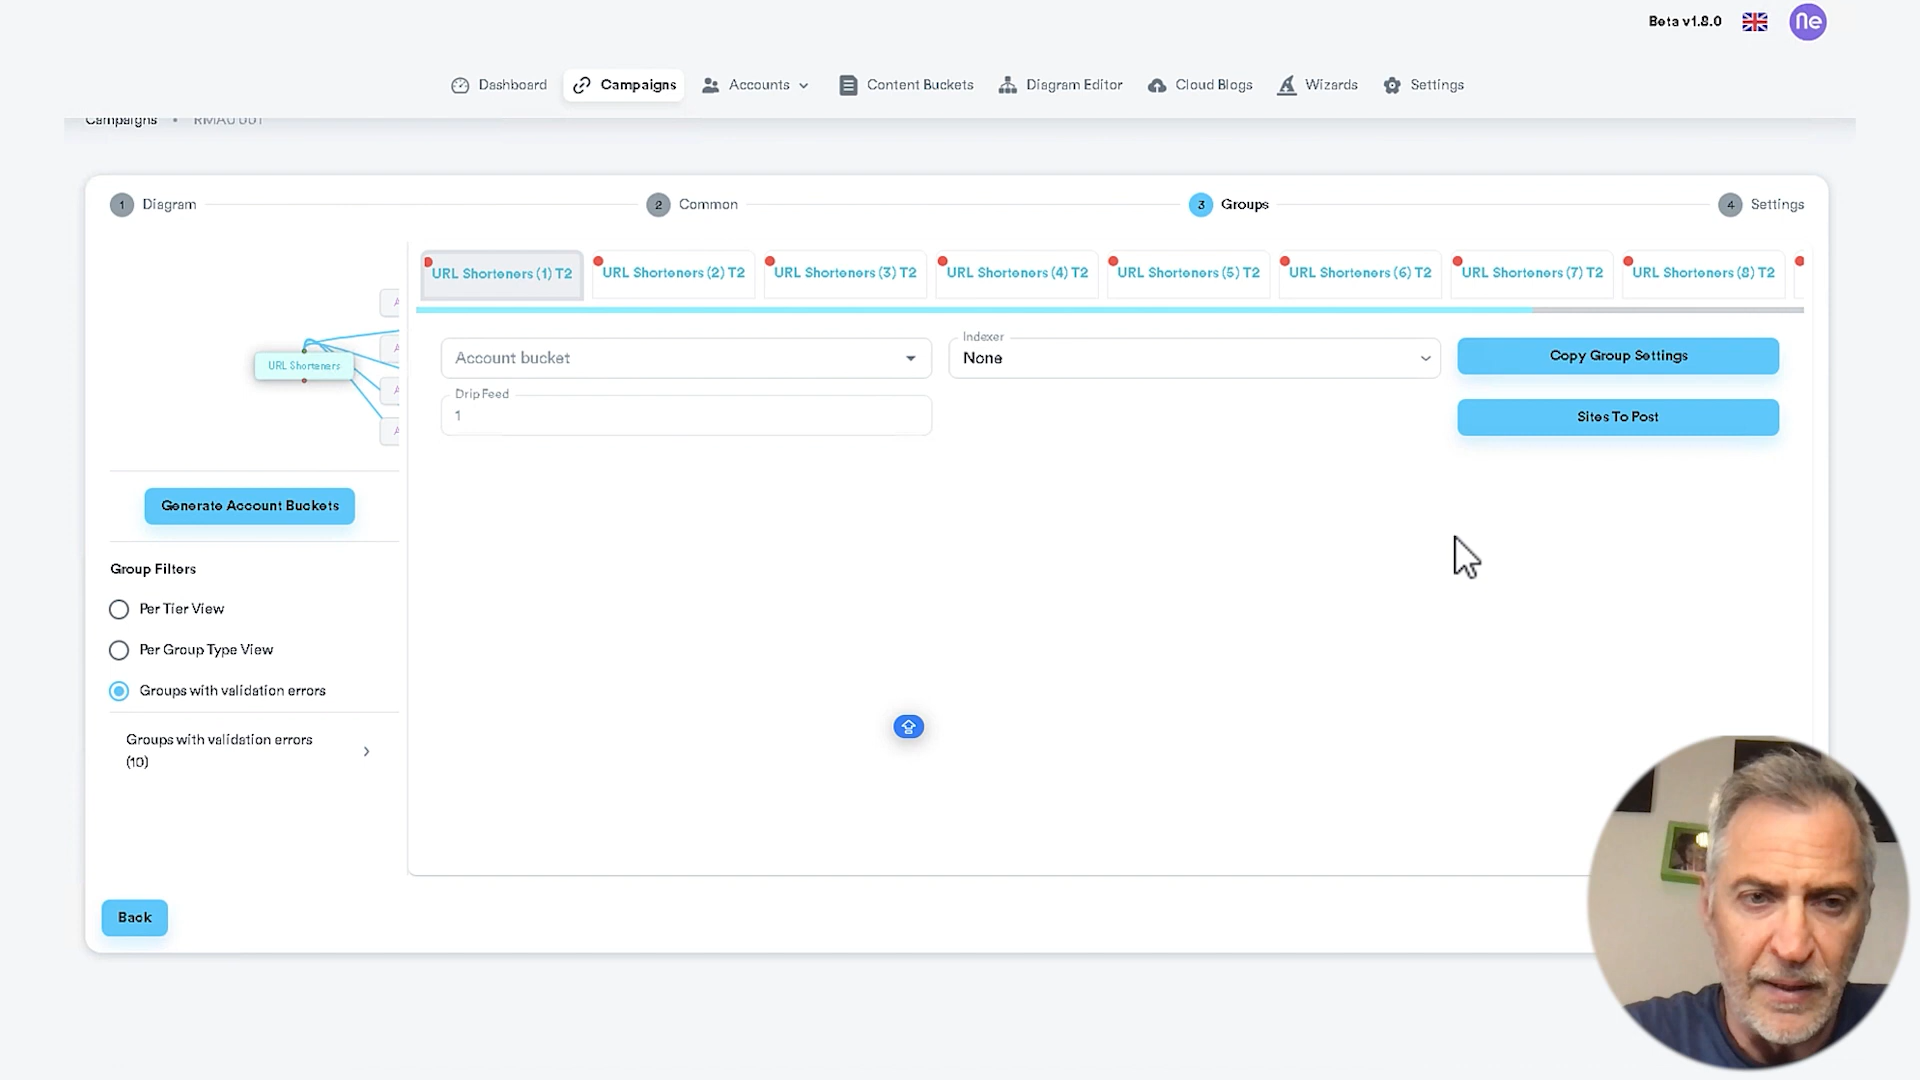 Beta v1.8.0
Ne
Dashboard
Campaigns
Accounts
Content Buckets
Diagram Editor
Cloud Blogs
Wizards
Settings
Campaigns • RMAU 001
1 Diagram
2 Common
3 Groups
4 Settings
URL Shorteners (1) T2
URL Shorteners (2) T2
URL Shorteners (3) T2
URL Shorteners (4) T2
URL Shorteners (5) T2
URL Shorteners (6) T2
URL Shorteners (7) T2
URL Shorteners (8) T2
A
A
URL Shorteners
A
A
Account bucket
Indexer
None
Copy Group Settings
Drip Feed
1
Sites To Post
Generate Account Buckets
Group Filters
Per Tier View
Per Group Type View
Groups with validation errors
Groups with validation errors
(10)
Back